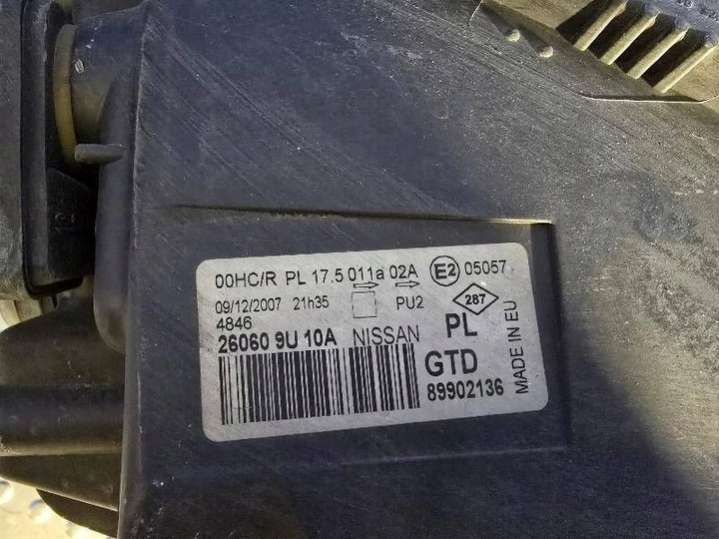 00HC/R PL 17.5 011a 02A E2 05057
09/12/2007 21h35 PU2 287
4846
26060 9U 10A NISSAN PL
GTD
89902136
MADE IN EU